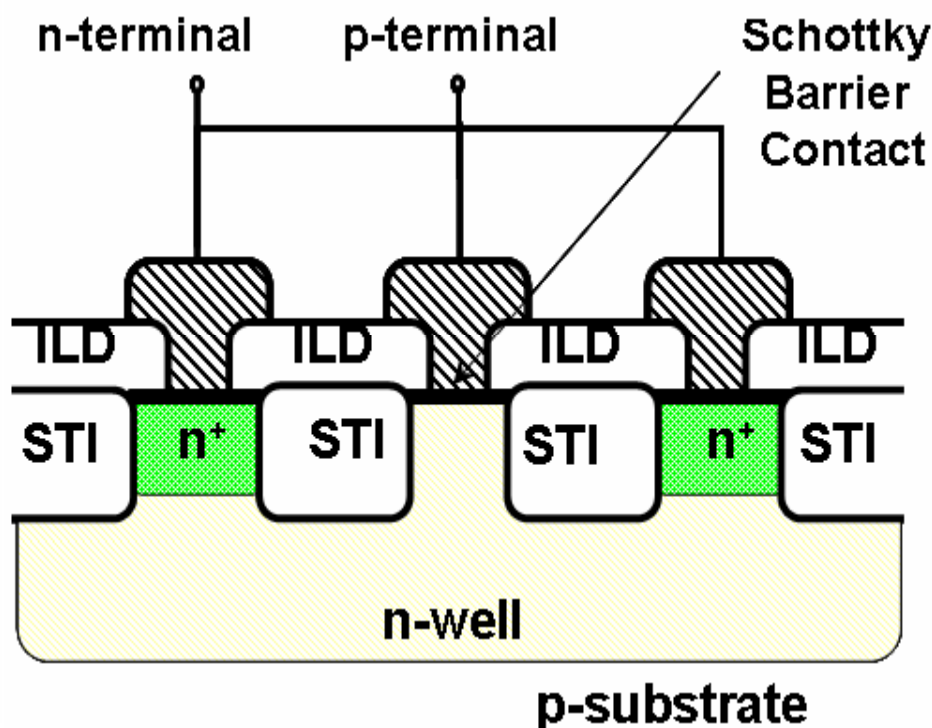 n-terminal
p-terminal
Schottky
Barrier
Contact
ILD
ILD
ILD
ILD
STI
n⁺
STI
STI
n⁺
STI
n-well
p-substrate